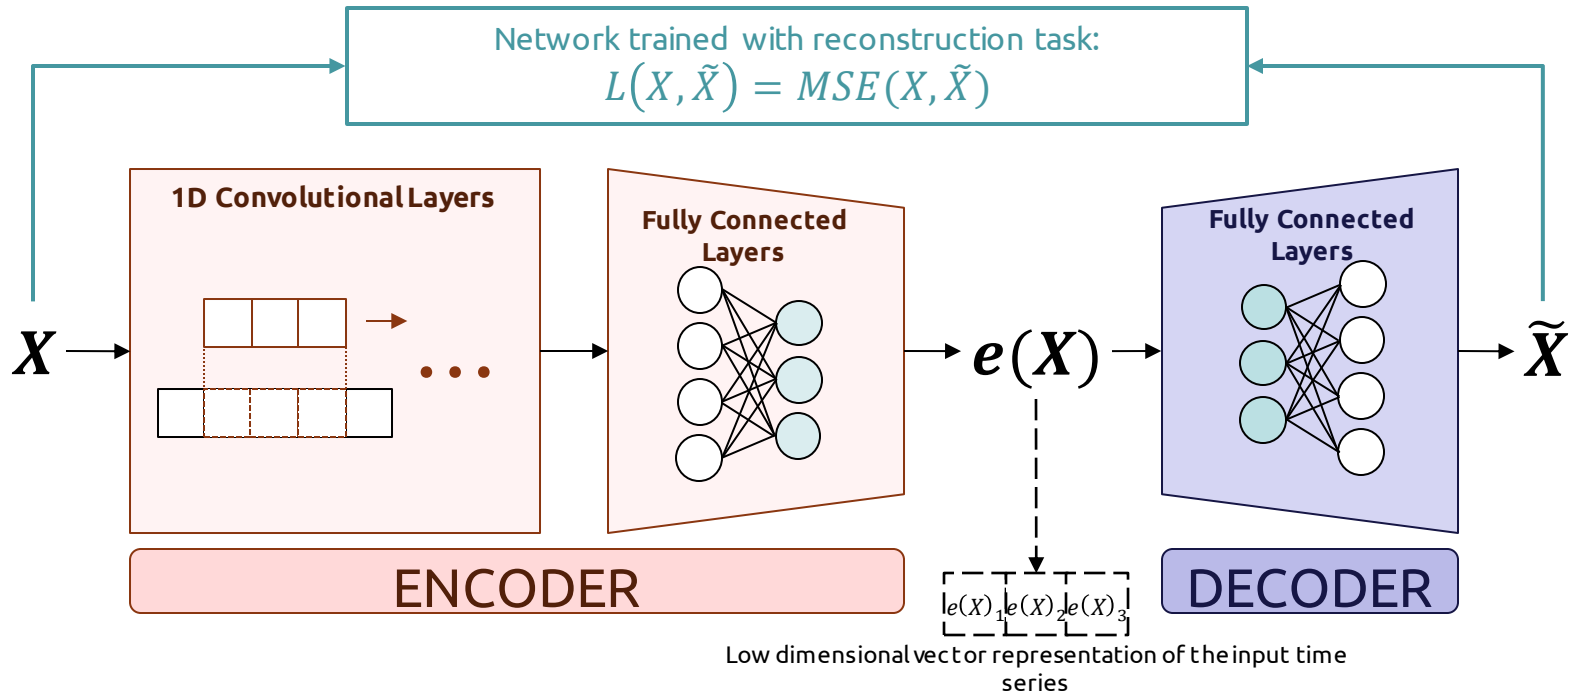 Network trained with reconstruction task:
L(X, X̃) = MSE(X, X̃)
1D Convolutional Layers
Fully Connected
Layers
Fully Connected
Layers
X
e(X)
X̃
ENCODER
DECODER
e(X)₁ e(X)₂ e(X)₃
Low dimensional vector representation of the input time
series